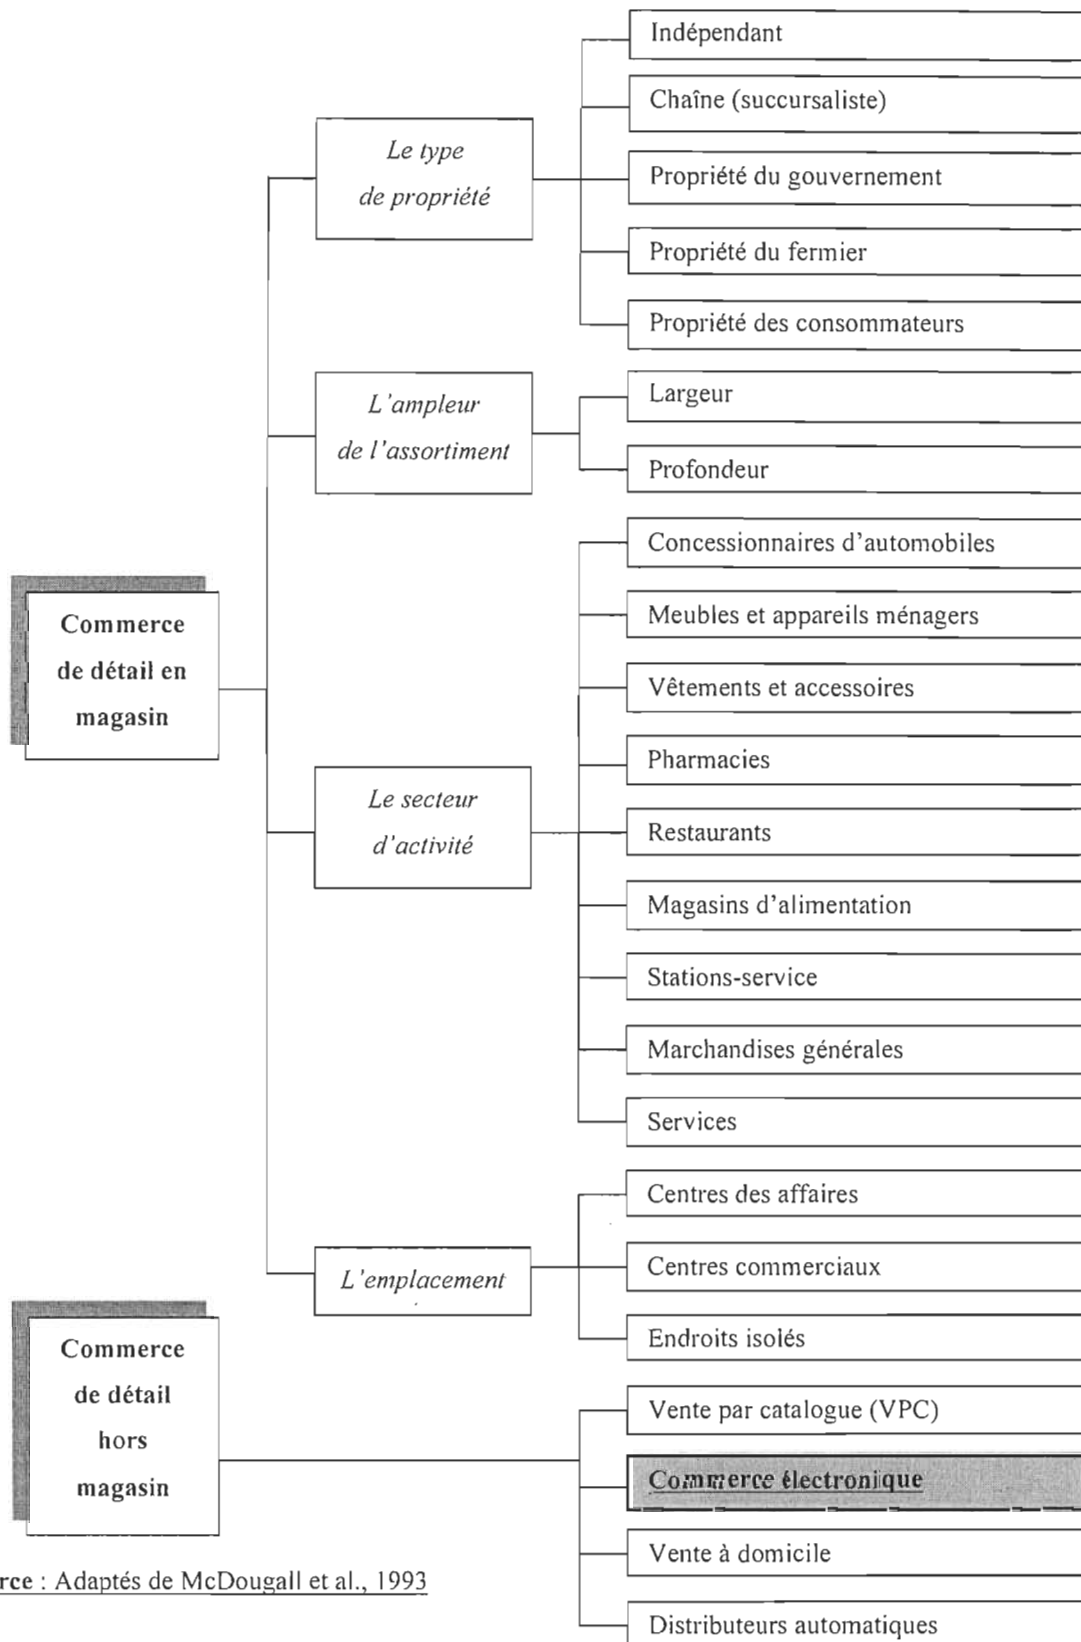 Indépendant
Chaîne (succursaliste)
Le type
de propriété
Propriété du gouvernement
Propriété du fermier
Propriété des consommateurs
L'ampleur
de l'assortiment
Largeur
Profondeur
Commerce
de détail en
magasin
Le secteur
d'activité
Concessionnaires d'automobiles
Meubles et appareils ménagers
Vêtements et accessoires
Pharmacies
Restaurants
Magasins d'alimentation
Stations-service
Marchandises générales
Services
L'emplacement
Centres des affaires
Centres commerciaux
Endroits isolés
Commerce
de détail
hors
magasin
Vente par catalogue (VPC)
Commerce électronique
Vente à domicile
Distributeurs automatiques
rce : Adaptés de McDougall et al., 1993